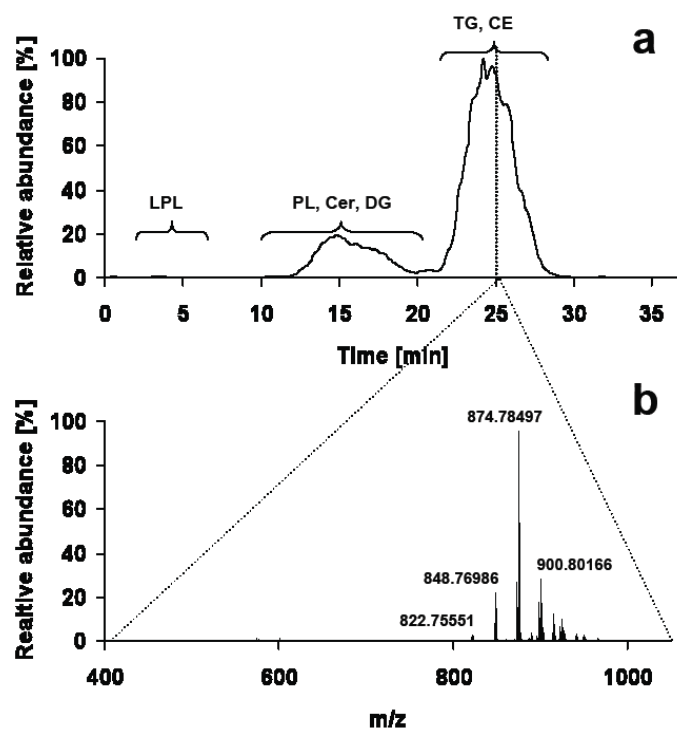 TG, CE
a
Relative abundance [%]
100
80
60
40
20
0
LPL
PL, Cer, DG
0 5 10 15 20 25 30 35
Time [min]
b
Realtive abundance [%]
100
80
60
40
20
0
874.78497
848.76986
900.80166
822.75551
400 600 800 1000
m/z